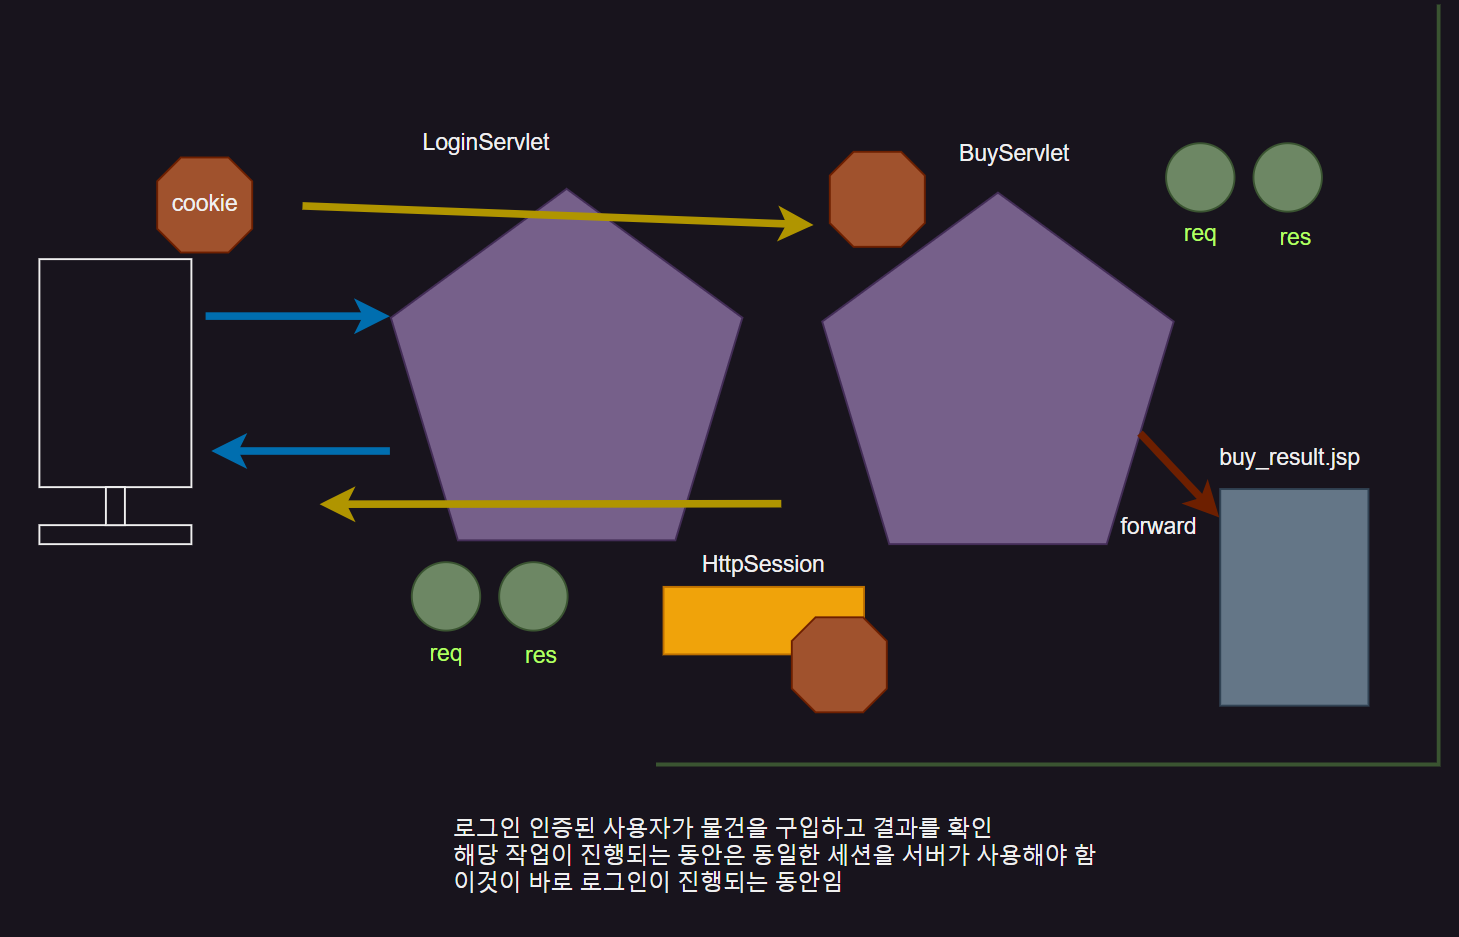 LoginServlet
BuyServlet
cookie
req
res
buy_result.jsp
forward
HttpSession
req
res
로그인 인증된 사용자가 물건을 구입하고 결과를 확인
해당 작업이 진행되는 동안은 동일한 세션을 서버가 사용해야 함
이것이 바로 로그인이 진행되는 동안임